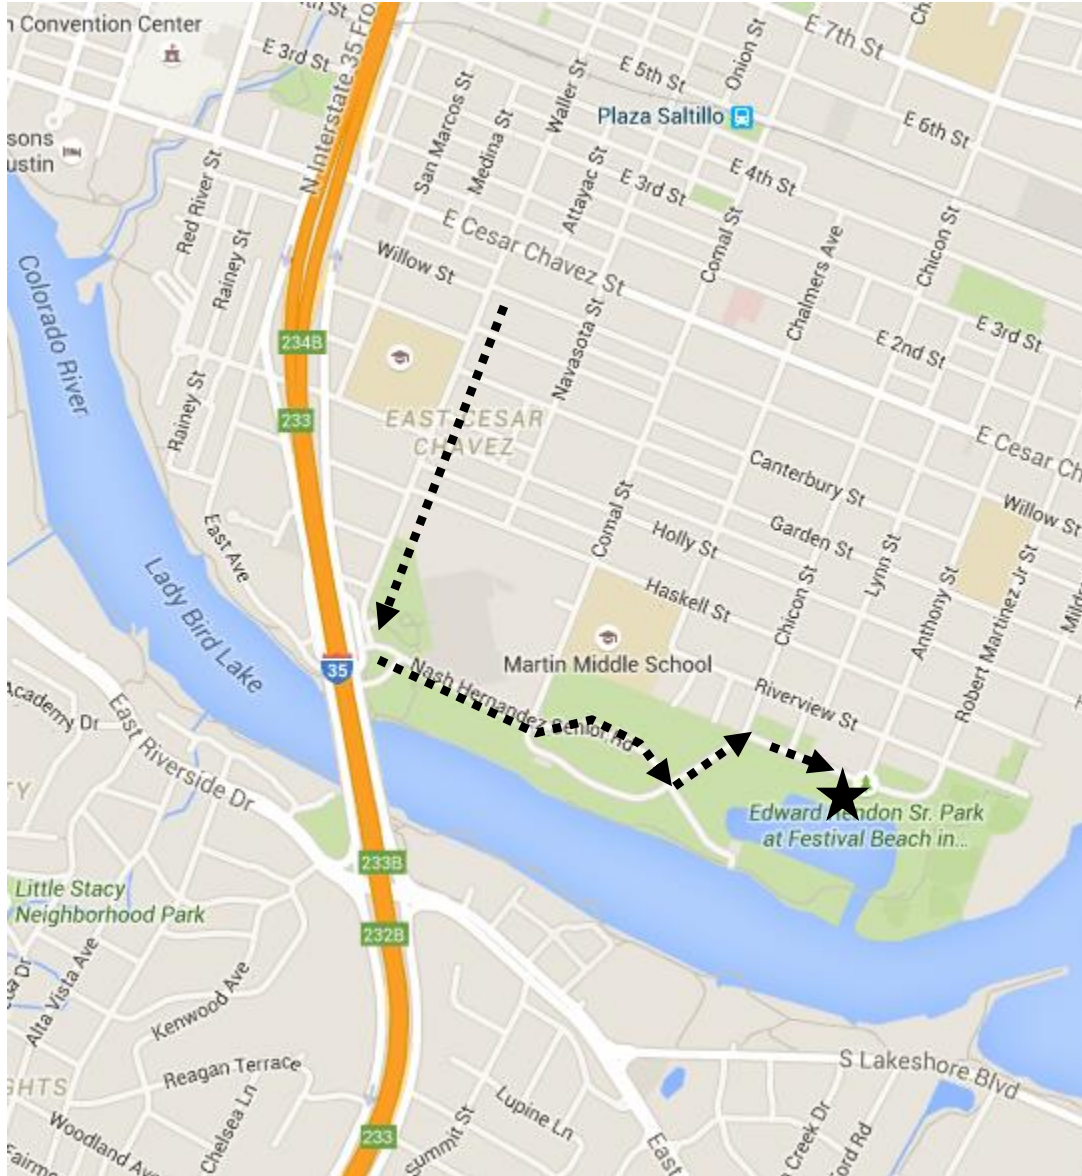 n Convention Center
E 3rd St
N Interstate 35 Fro
E 7th St
Onion St
E 5th St
Plaza Saltillo
E 6th St
sons
ustin
San Marcos St
Medina St
Waller St
Attayac St
E 3rd St
E 4th St
Red River St
Rainey St
Willow St
E Cesar Chavez St
Comal St
Chalmers Ave
Chicon St
E 3rd St
E 2nd St
Colorado River
234B
233
Rainey St
Navasota St
EAST CESAR
CHAVEZ
E Cesar Ch
Canterbury St
Willow St
Garden St
Holly St
Comal St
Haskell St
Lynn St
Chicon St
Anthony St
Robert Martinez Jr St
East Ave
Lady Bird Lake
35
Martin Middle School
Nash Hernandez Senior Rd
Riverview St
Academy Dr
East Riverside Dr
Edward Rendon Sr. Park
at Festival Beach in...
233B
232B
Little Stacy
Neighborhood Park
Alta Vista Ave
Kenwood Ave
Reagan Terrace
Chelsea Ln
GHTS
Woodland Ave
233
Summit St
Lupine Ln
East
S Lakeshore Blvd
Creek Dr